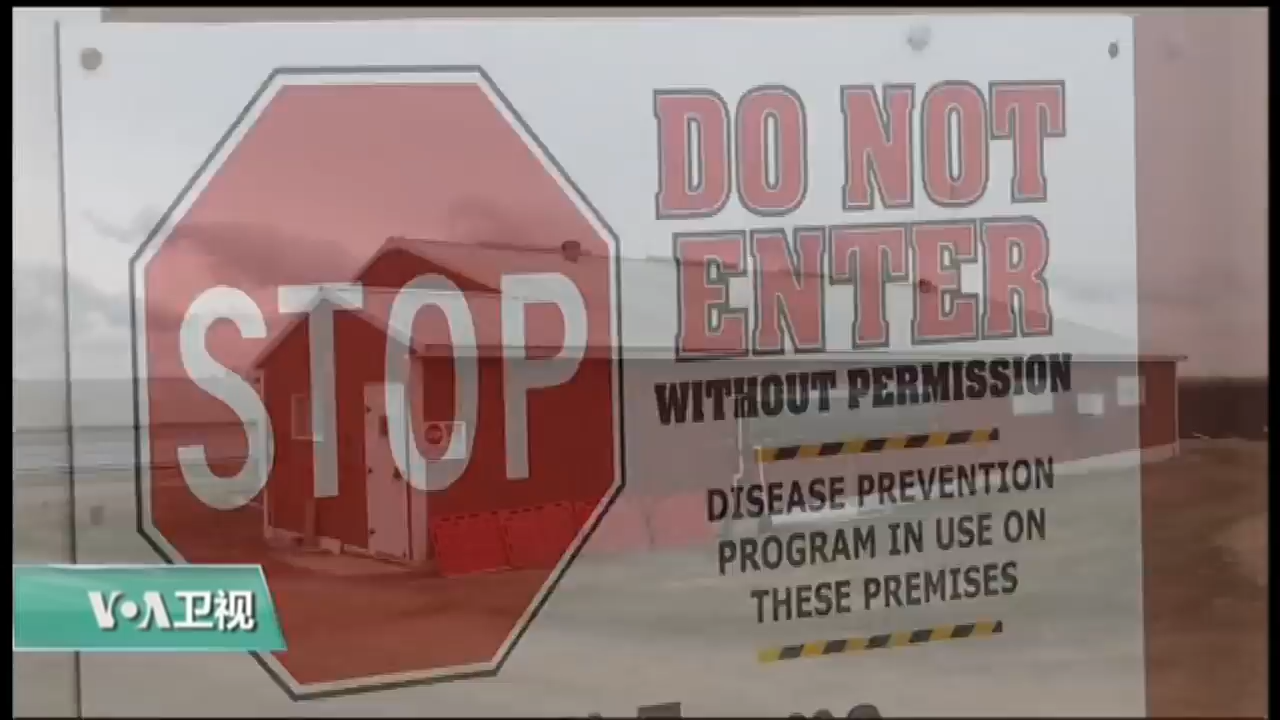 STOP
DO NOT
ENTER
WITHOUT PERMISSION
DISEASE PREVENTION
PROGRAM IN USE ON
THESE PREMISES
VOA卫视